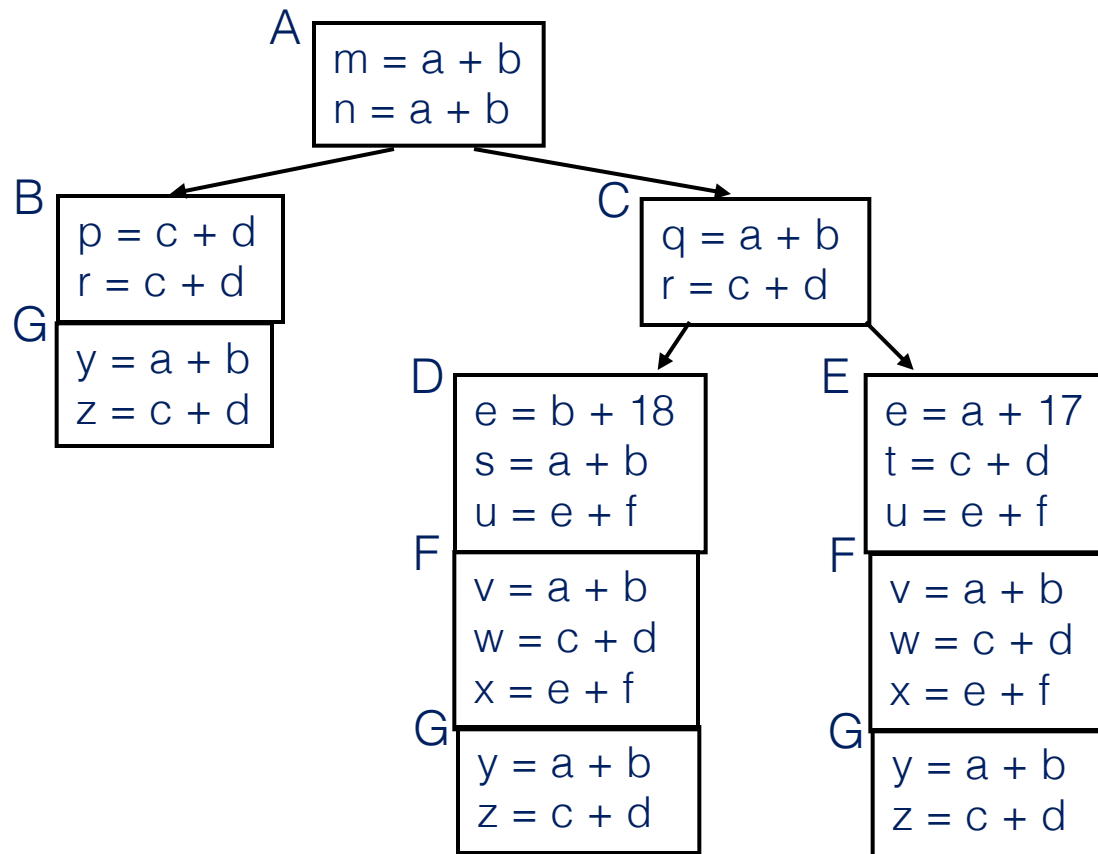 A
m = a + b
n = a + b
B
p = c + d
r = c + d
G
y = a + b
z = c + d
C
q = a + b
r = c + d
D
e = b + 18
s = a + b
u = e + f
F
v = a + b
w = c + d
x = e + f
G
y = a + b
z = c + d
E
e = a + 17
t = c + d
u = e + f
F
v = a + b
w = c + d
x = e + f
G
y = a + b
z = c + d